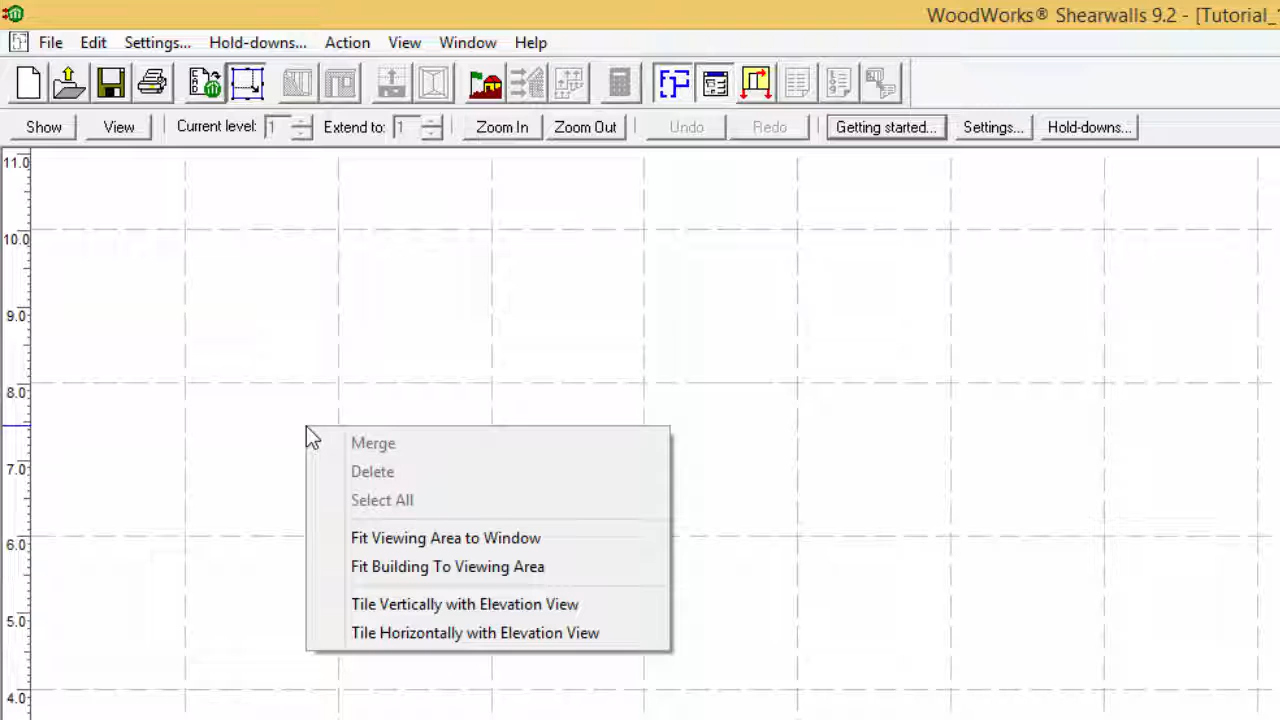 WoodWorks® Shearwalls 9.2 - [Tutorial_
File Edit Settings... Hold-downs... Action View Window Help
Show View Current level: 1 Extend to: 1 Zoom In Zoom Out Undo Redo Getting started... Settings... Hold-downs...
11.0
10.0
9.0
8.0
Merge
7.0
Delete
Select All
Fit Viewing Area to Window
6.0
Fit Building To Viewing Area
Tile Vertically with Elevation View
5.0
Tile Horizontally with Elevation View
4.0